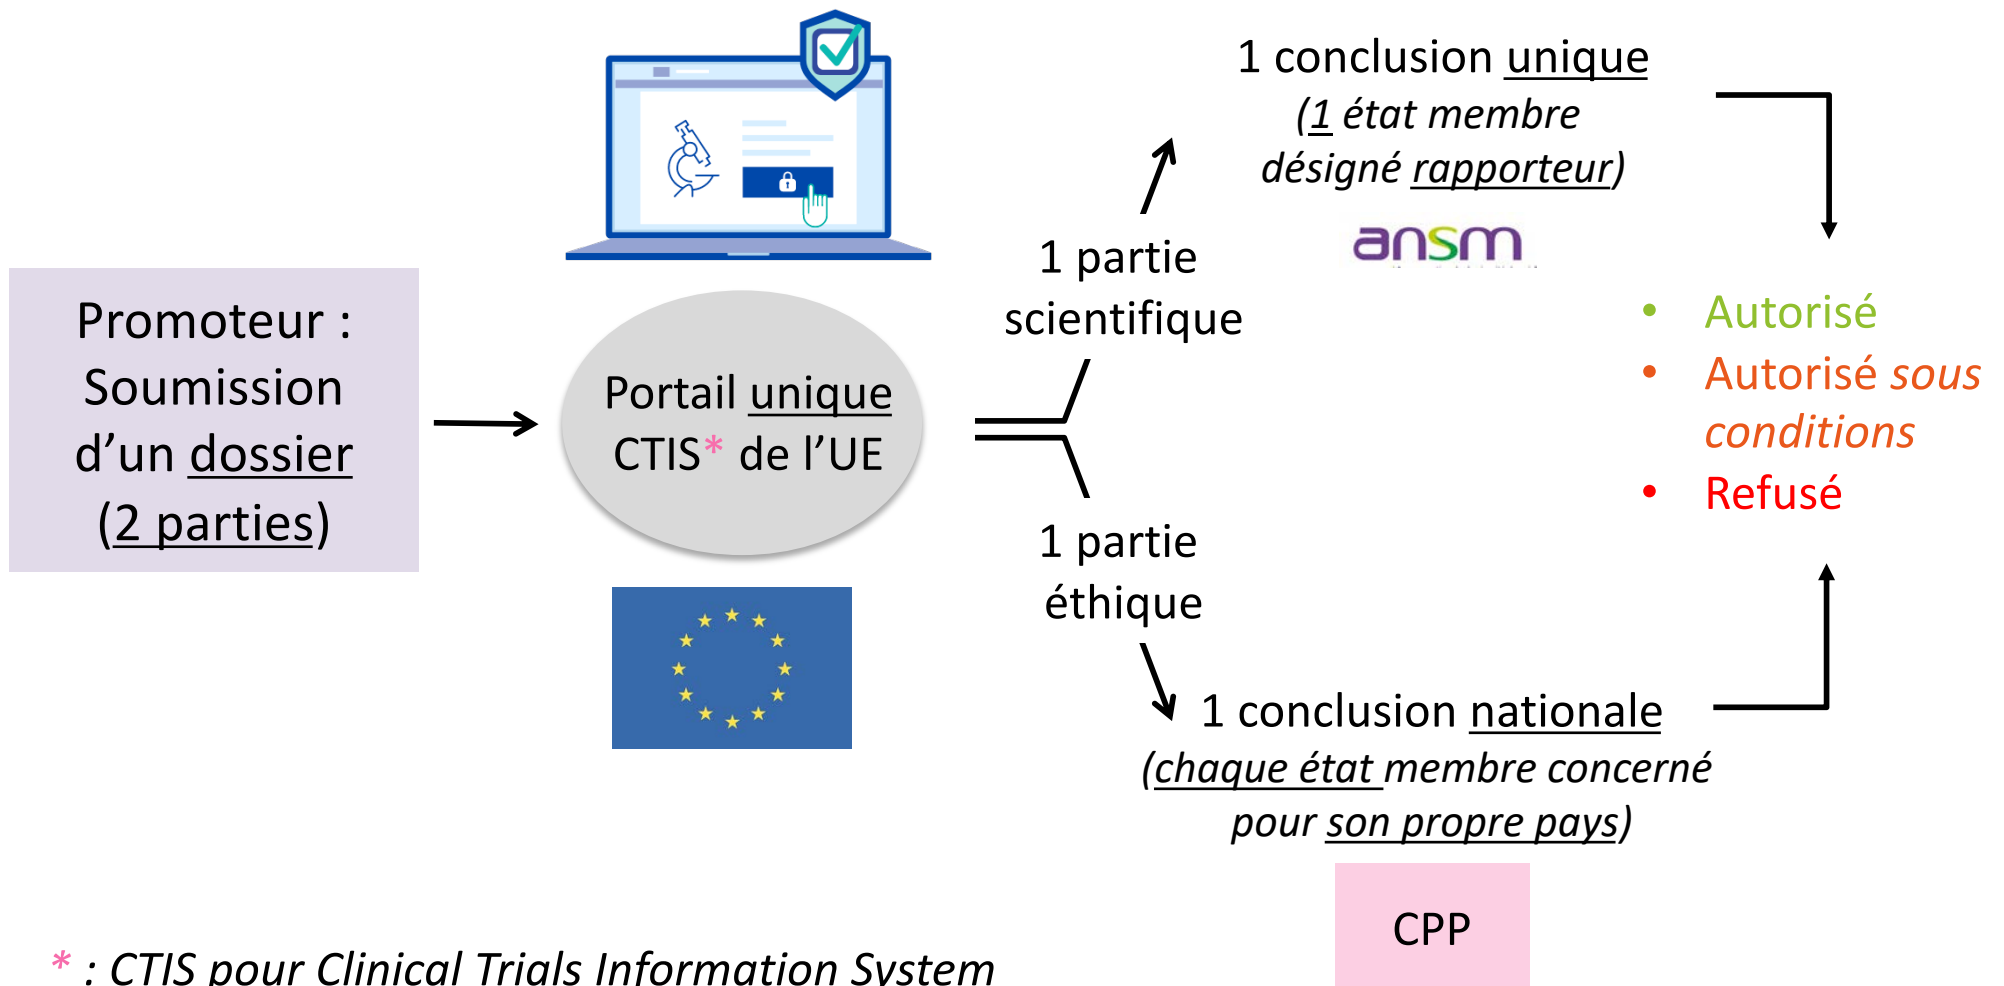 Promoteur :
Soumission
d’un dossier
(2 parties)
Portail unique
CTIS* de l’UE
1 partie
scientifique
1 conclusion unique
(1 état membre
désigné rapporteur)
ansm
1 partie
éthique
1 conclusion nationale
(chaque état membre concerné
pour son propre pays)
CPP
• Autorisé
• Autorisé sous
conditions
• Refusé
* : CTIS pour Clinical Trials Information System